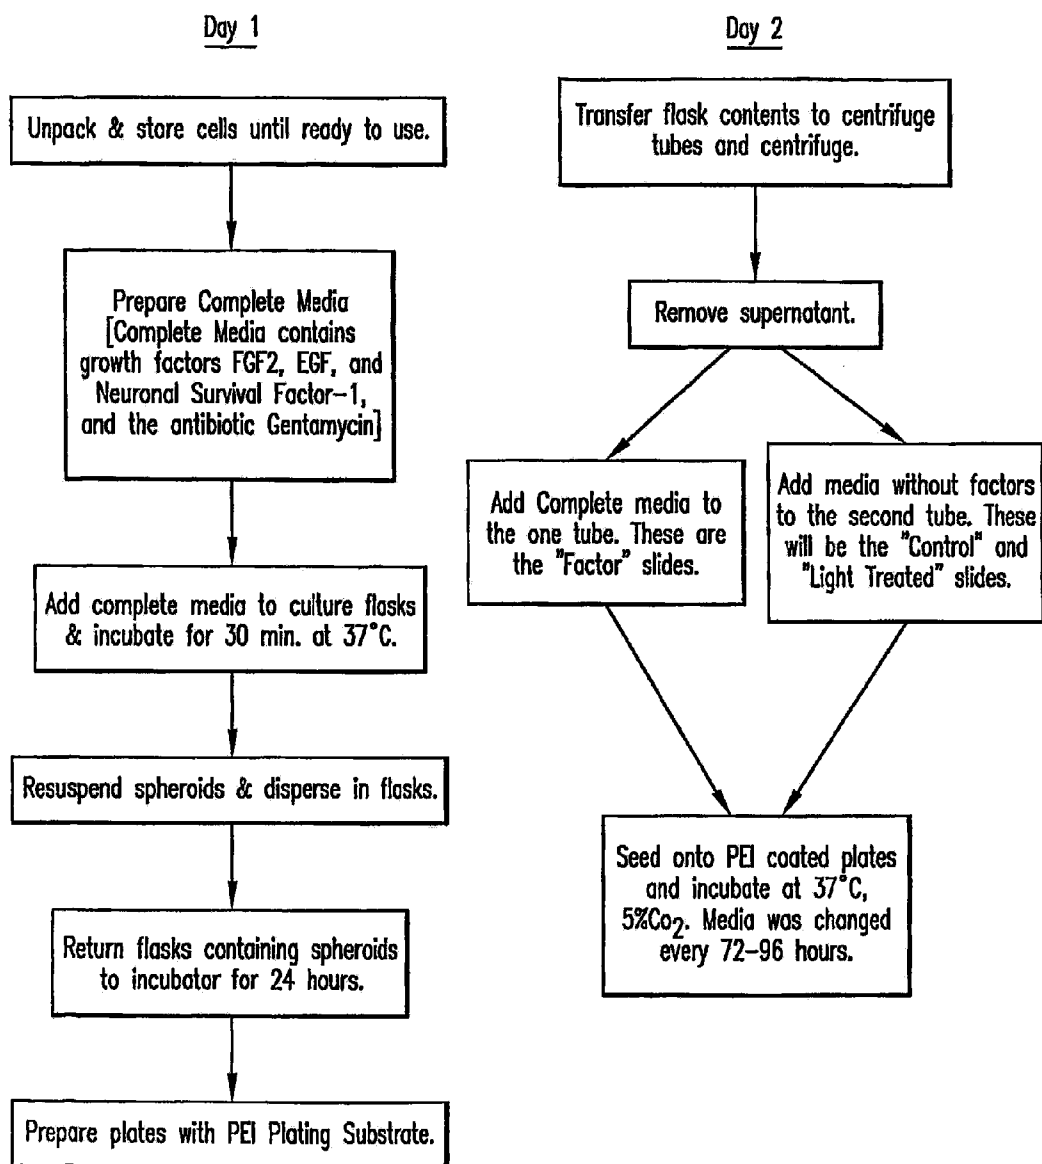 Day 1
Unpack & store cells until ready to use.
Prepare Complete Media
[Complete Media contains
growth factors FGF2, EGF, and
Neuronal Survival Factor-1,
and the antibiotic Gentamycin]
Add complete media to culture flasks
& incubate for 30 min. at 37°C.
Resuspend spheroids & disperse in flasks.
Return flasks containing spheroids
to incubator for 24 hours.
Prepare plates with PEI Plating Substrate.
Day 2
Transfer flask contents to centrifuge
tubes and centrifuge.
Remove supernatant.
Add Complete media to
the one tube. These are
the "Factor" slides.
Add media without factors
to the second tube. These
will be the "Control" and
"Light Treated" slides.
Seed onto PEI coated plates
and incubate at 37°C,
5%Co₂. Media was changed
every 72-96 hours.